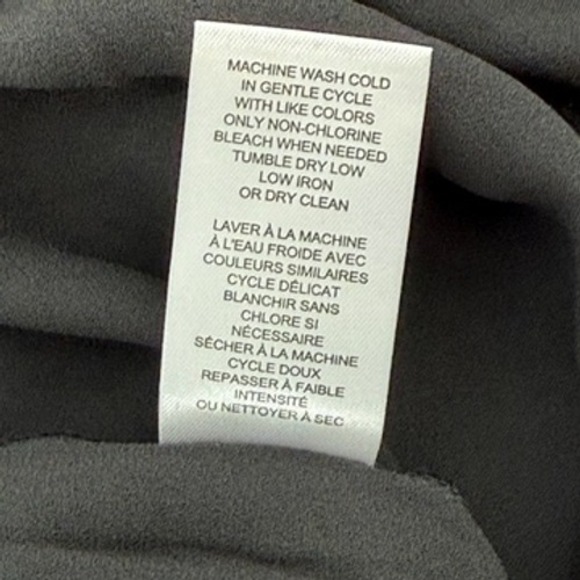 MACHINE WASH COLD
IN GENTLE CYCLE
WITH LIKE COLORS
ONLY NON-CHLORINE
BLEACH WHEN NEEDED
TUMBLE DRY LOW
LOW IRON
OR DRY CLEAN
LAVER À LA MACHINE
À L'EAU FROIDE AVEC
COULEURS SIMILAIRES
CYCLE DÉLICAT
BLANCHIR SANS
CHLORE SI
NÉCESSAIRE
SÉCHER À LA MACHINE
CYCLE DOUX
REPASSER À FAIBLE
INTENSITÉ
OU NETTOYER À SEC